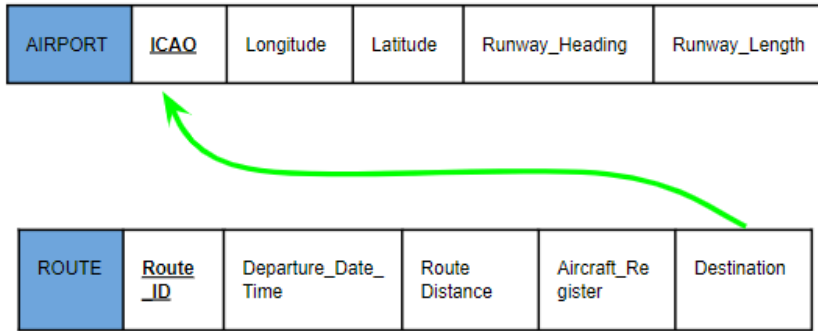 AIRPORT ICAO Longitude Latitude Runway_Heading Runway_Length
ROUTE Route Departure_Date_ Route Aircraft_Re Destination
_ID Time Distance gister